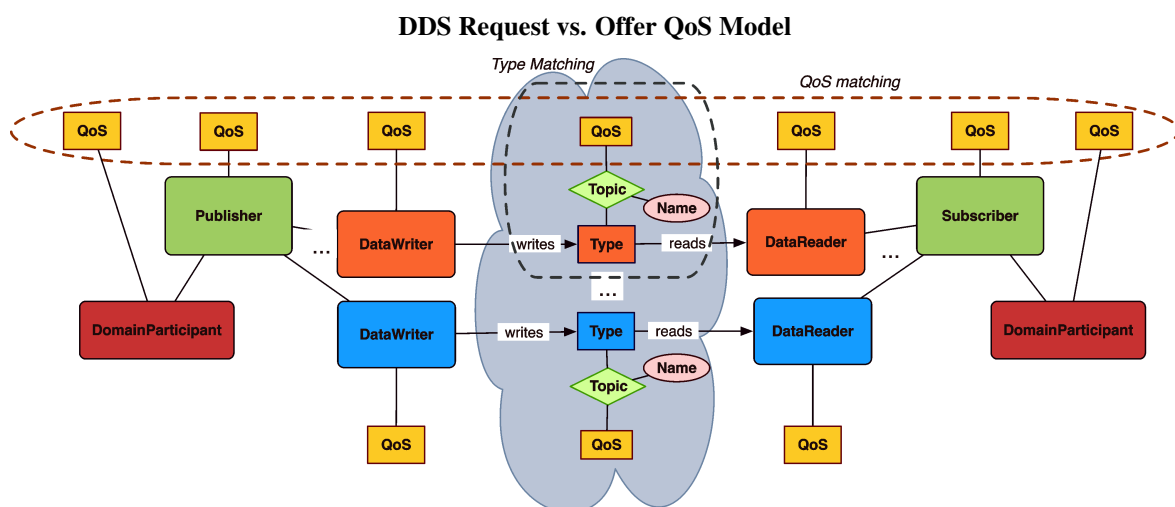 DDS Request vs. Offer QoS Model
Type Matching
QoS matching
QoS
QoS
QoS
QoS
QoS
QoS
QoS
Publisher
Topic
Name
Subscriber
DataWriter
writes
Type
reads
DataReader
...
...
...
DomainParticipant
DataWriter
writes
Type
reads
DataReader
DomainParticipant
Topic
Name
QoS
QoS
QoS